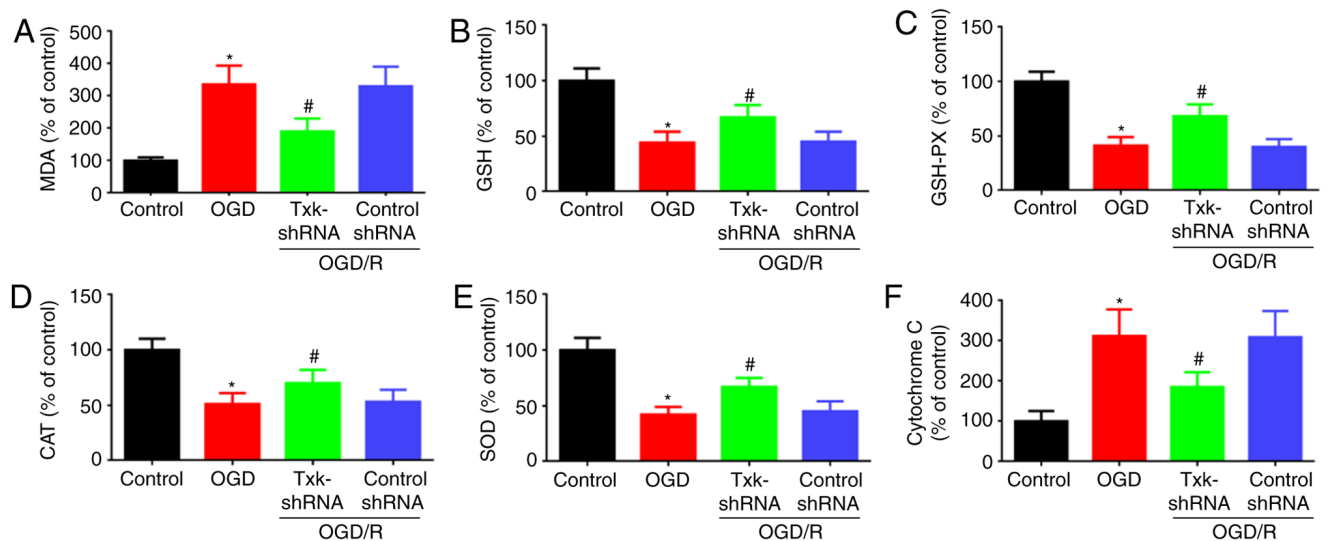 A
MDA (% of control)
500
400
300
200
100
0
*
#
Control
OGD
Txk-
shRNA
Control
shRNA
OGD/R
B
GSH (% of control)
150
100
50
0
*
#
Control
OGD
Txk-
shRNA
Control
shRNA
OGD/R
C
GSH-PX (% of control)
150
100
50
0
*
#
Control
OGD
Txk-
shRNA
Control
shRNA
OGD/R
D
CAT (% of control)
150
100
50
0
*
#
Control
OGD
Txk-
shRNA
Control
shRNA
OGD/R
E
SOD (% of control)
150
100
50
0
*
#
Control
OGD
Txk-
shRNA
Control
shRNA
OGD/R
F
Cytochrome C
(% of control)
400
300
200
100
0
*
#
Control
OGD
Txk-
shRNA
Control
shRNA
OGD/R